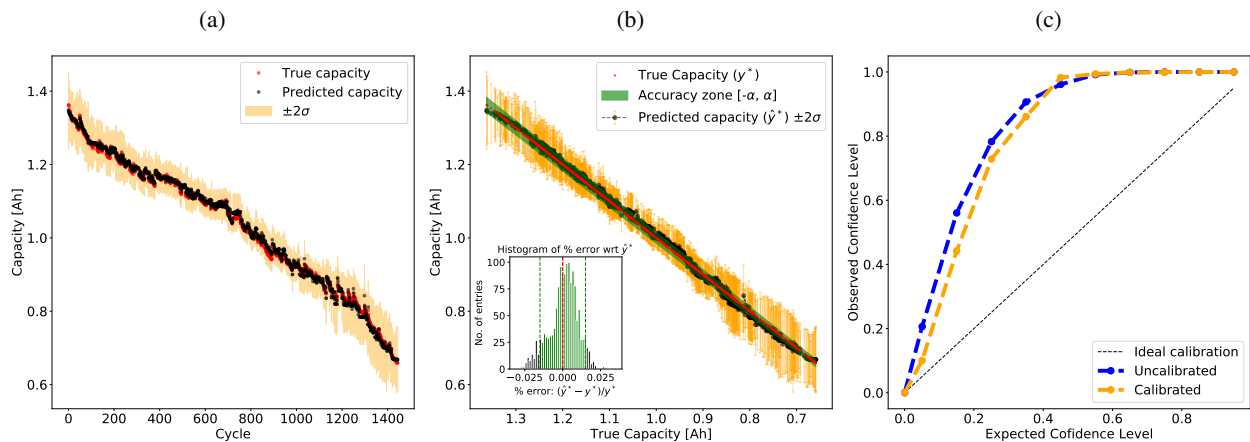 (a)
(b)
(c)
True capacity
Predicted capacity
±2σ
Capacity [Ah]
1.4
1.2
1.0
0.8
0.6
0 200 400 600 800 1000 1200 1400
Cycle
True Capacity (y*)
Accuracy zone [-α, α]
Predicted capacity (ŷ*) ±2σ
Capacity [Ah]
1.4
1.2
1.0
0.8
0.6
Histogram of % error wrt ŷ*
No. of entries
100
75
50
25
0
−0.025 0.000 0.025
% error: (ŷ* − y*)/y*
1.3 1.2 1.1 1.0 0.9 0.8 0.7
True Capacity [Ah]
Observed Confidence Level
1.0
0.8
0.6
0.4
0.2
0.0
Ideal calibration
Uncalibrated
Calibrated
0.0 0.2 0.4 0.6 0.8
Expected Cofidence Level